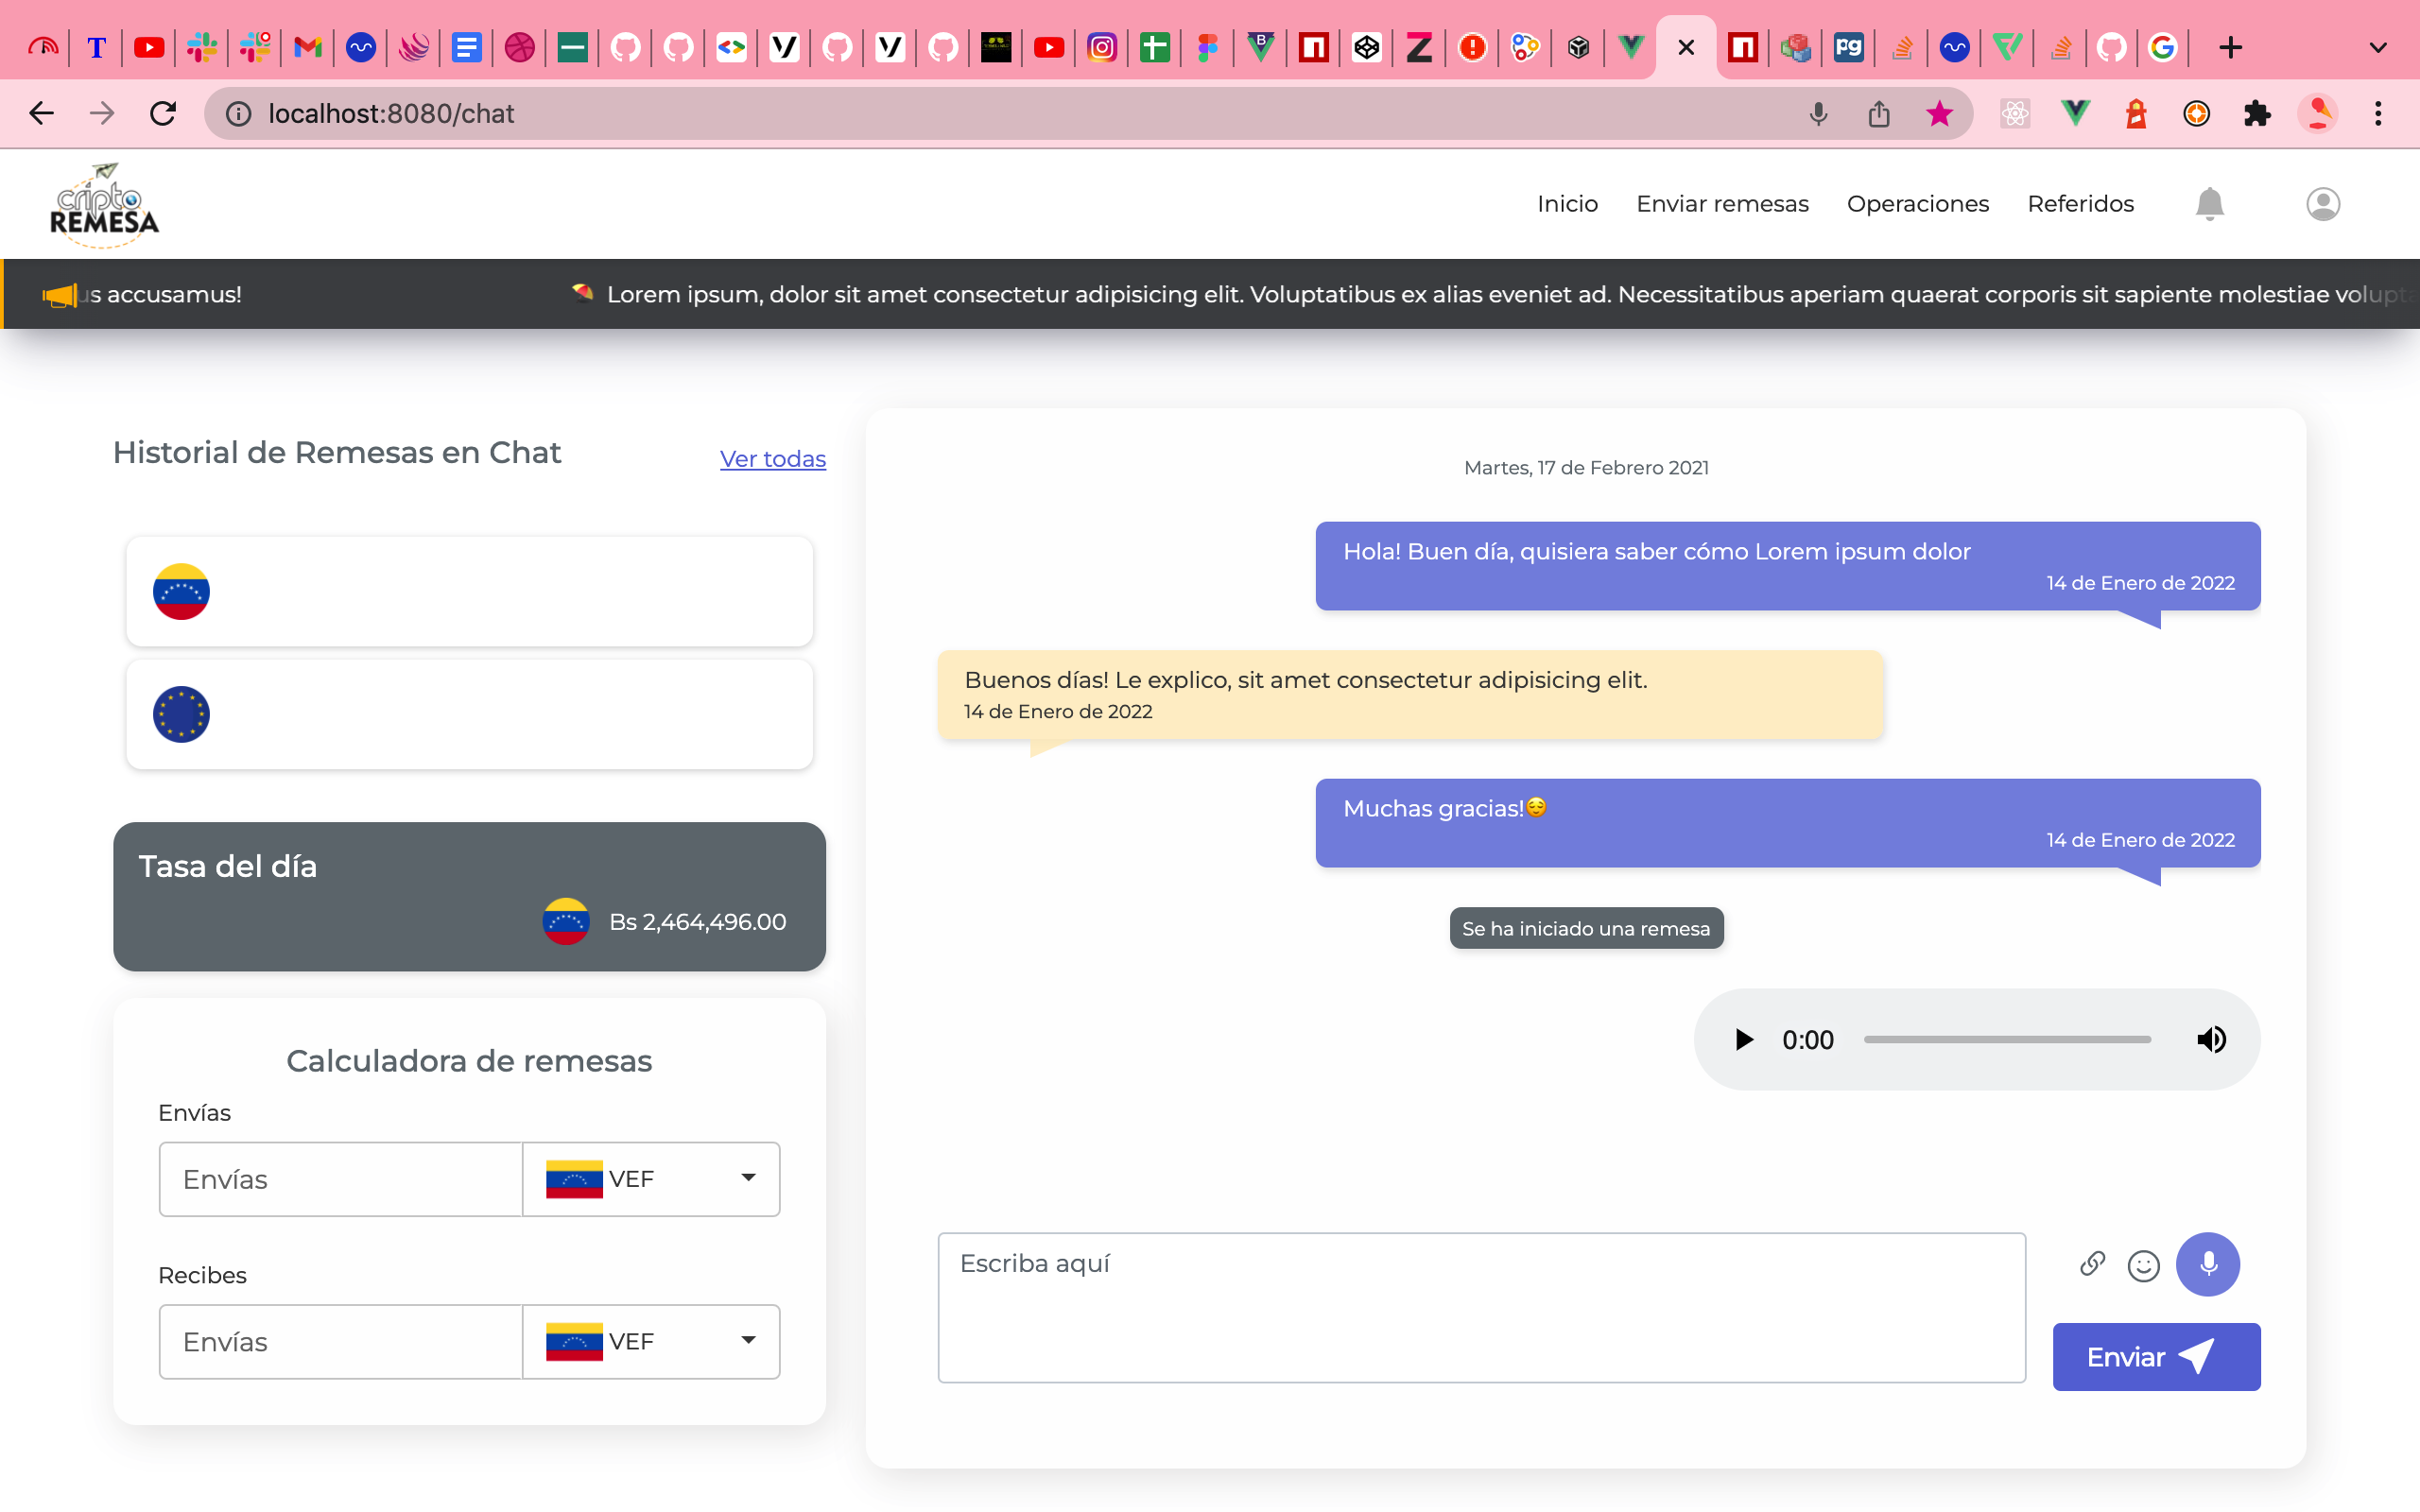 localhost:8080/chat
cripto
REMESA
Inicio
Enviar remesas
Operaciones
Referidos
us accusamus!
🏖 Lorem ipsum, dolor sit amet consectetur adipisicing elit. Voluptatibus ex alias eveniet ad. Necessitatibus aperiam quaerat corporis sit sapiente molestiae volupta
Historial de Remesas en Chat
Ver todas
Tasa del día
Bs 2,464,496.00
Calculadora de remesas
Envías
Envías
VEF
Recibes
Envías
VEF
Martes, 17 de Febrero 2021
Hola! Buen día, quisiera saber cómo Lorem ipsum dolor
14 de Enero de 2022
Buenos días! Le explico, sit amet consectetur adipisicing elit.
14 de Enero de 2022
Muchas gracias!😌
14 de Enero de 2022
Se ha iniciado una remesa
0:00
Escriba aquí
Enviar